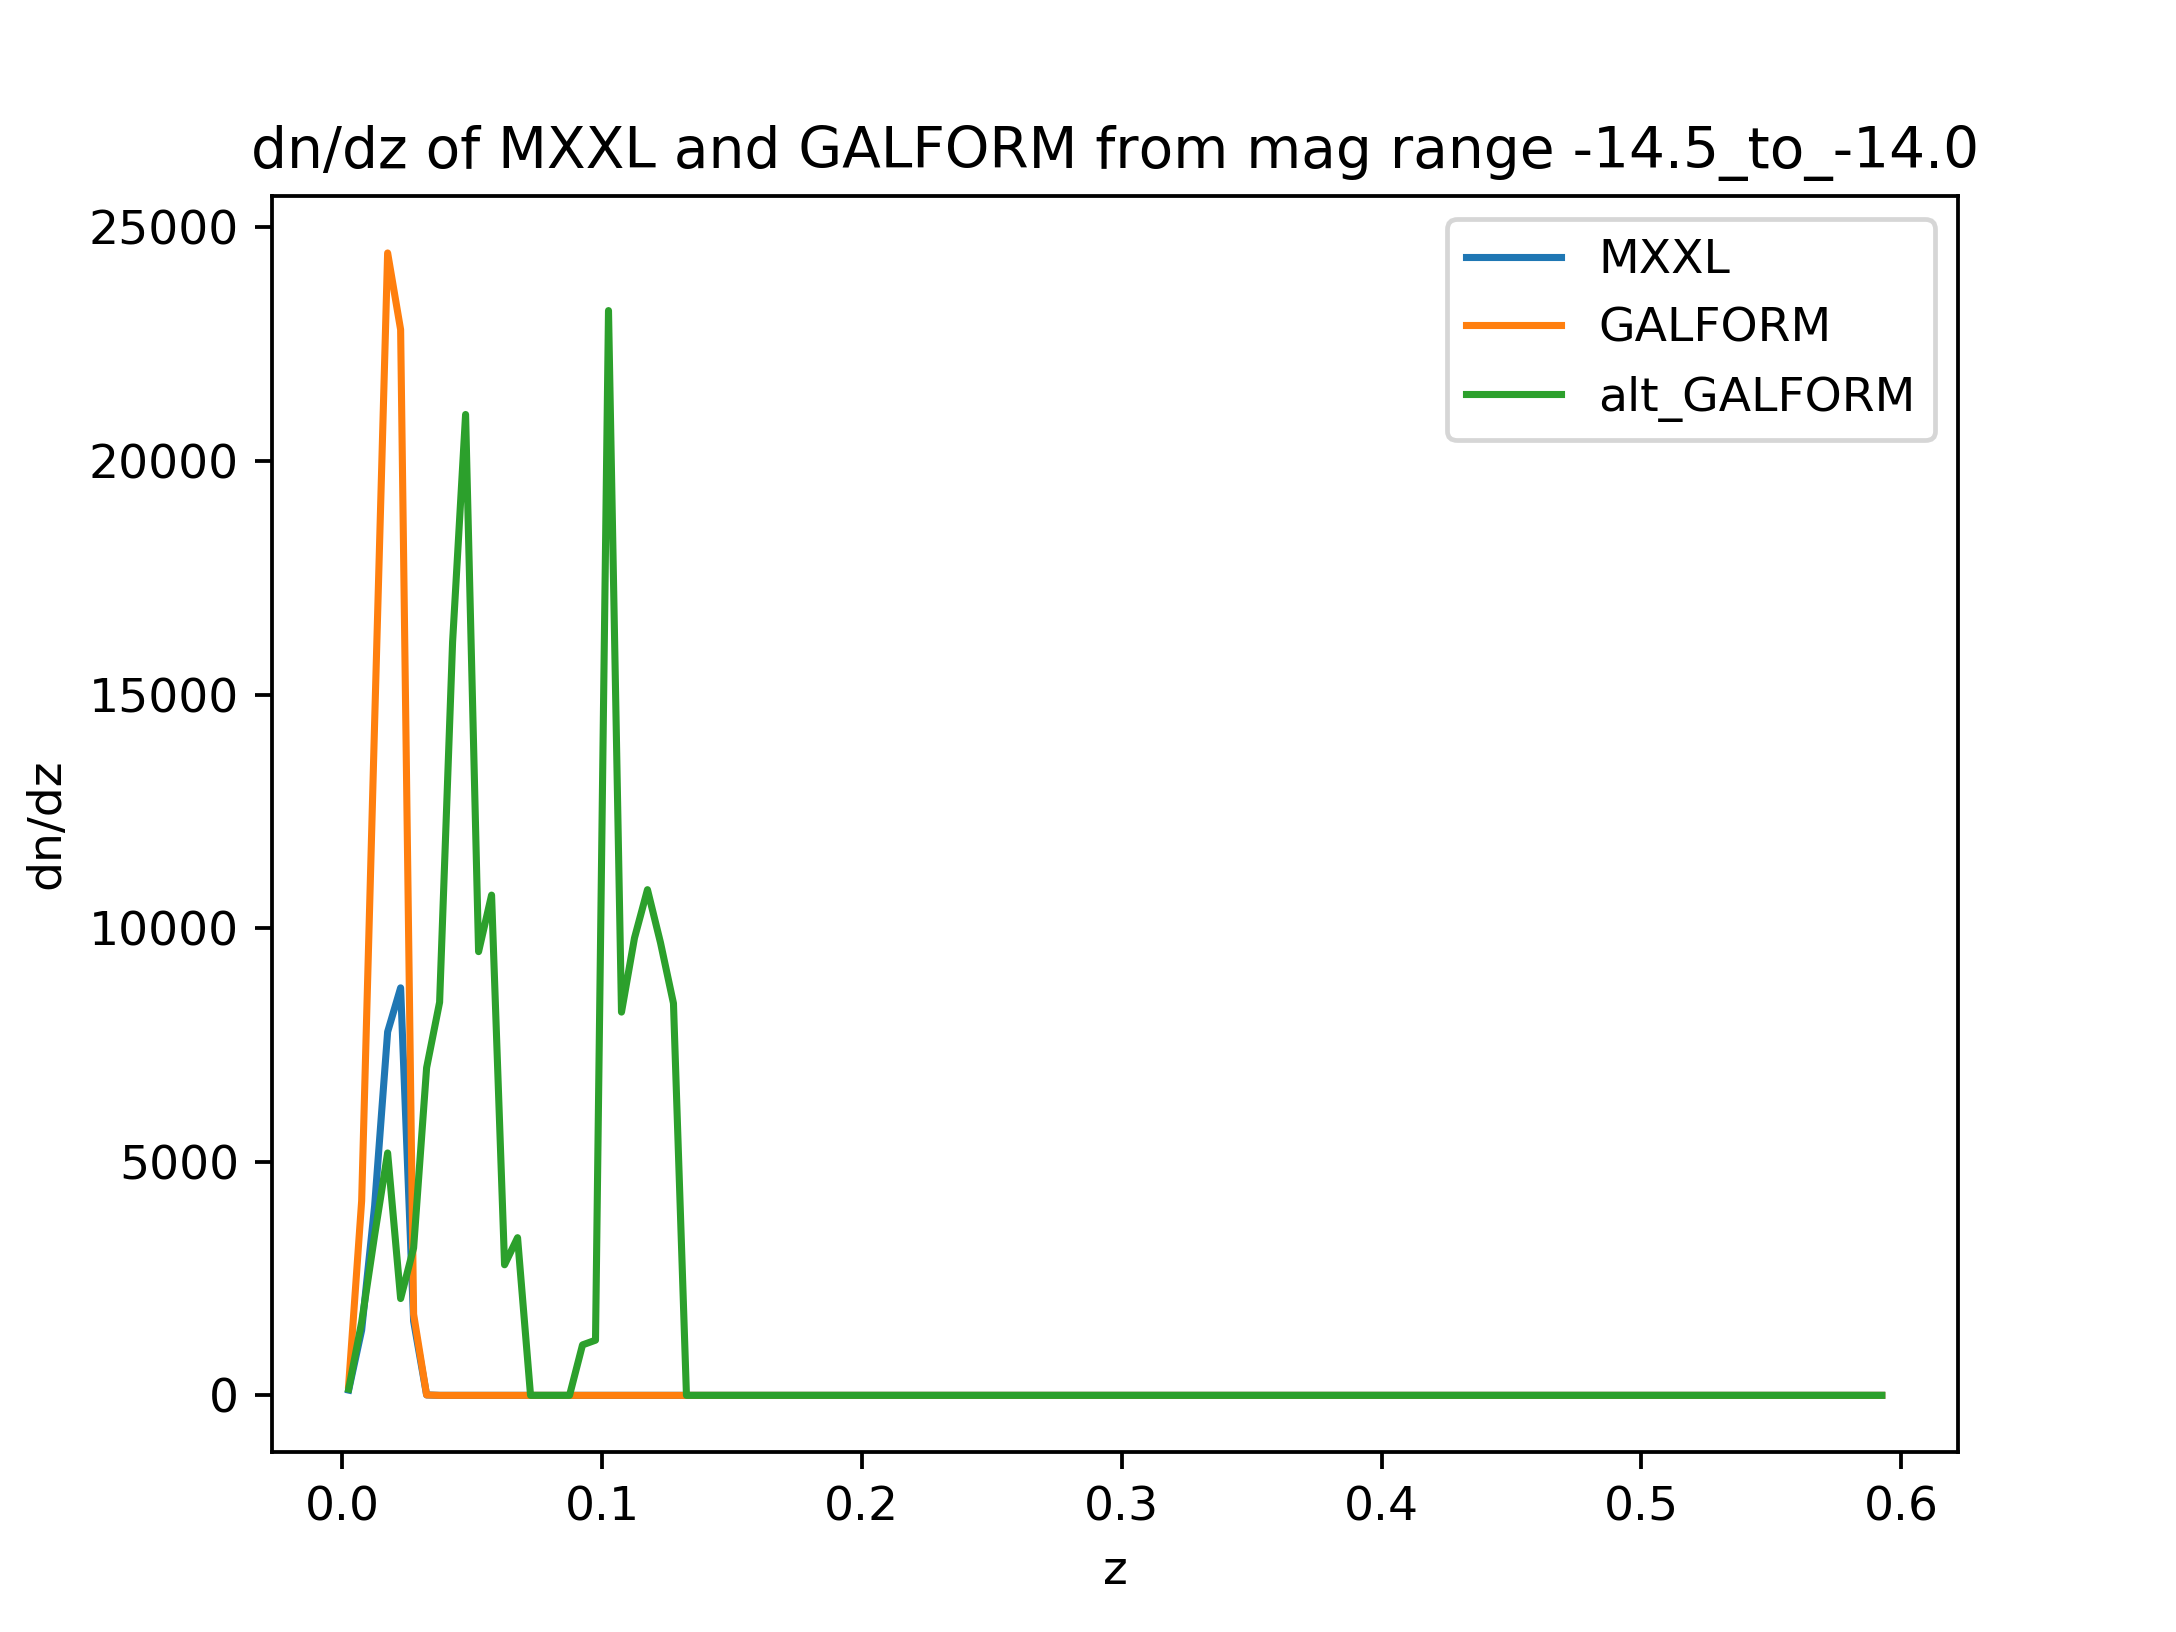 dn/dz of MXXL and GALFORM from mag range -14.5_to_-14.0
25000
20000
15000
10000
5000
0
dn/dz
MXXL
GALFORM
alt_GALFORM
0.0 0.1 0.2 0.3 0.4 0.5 0.6
z